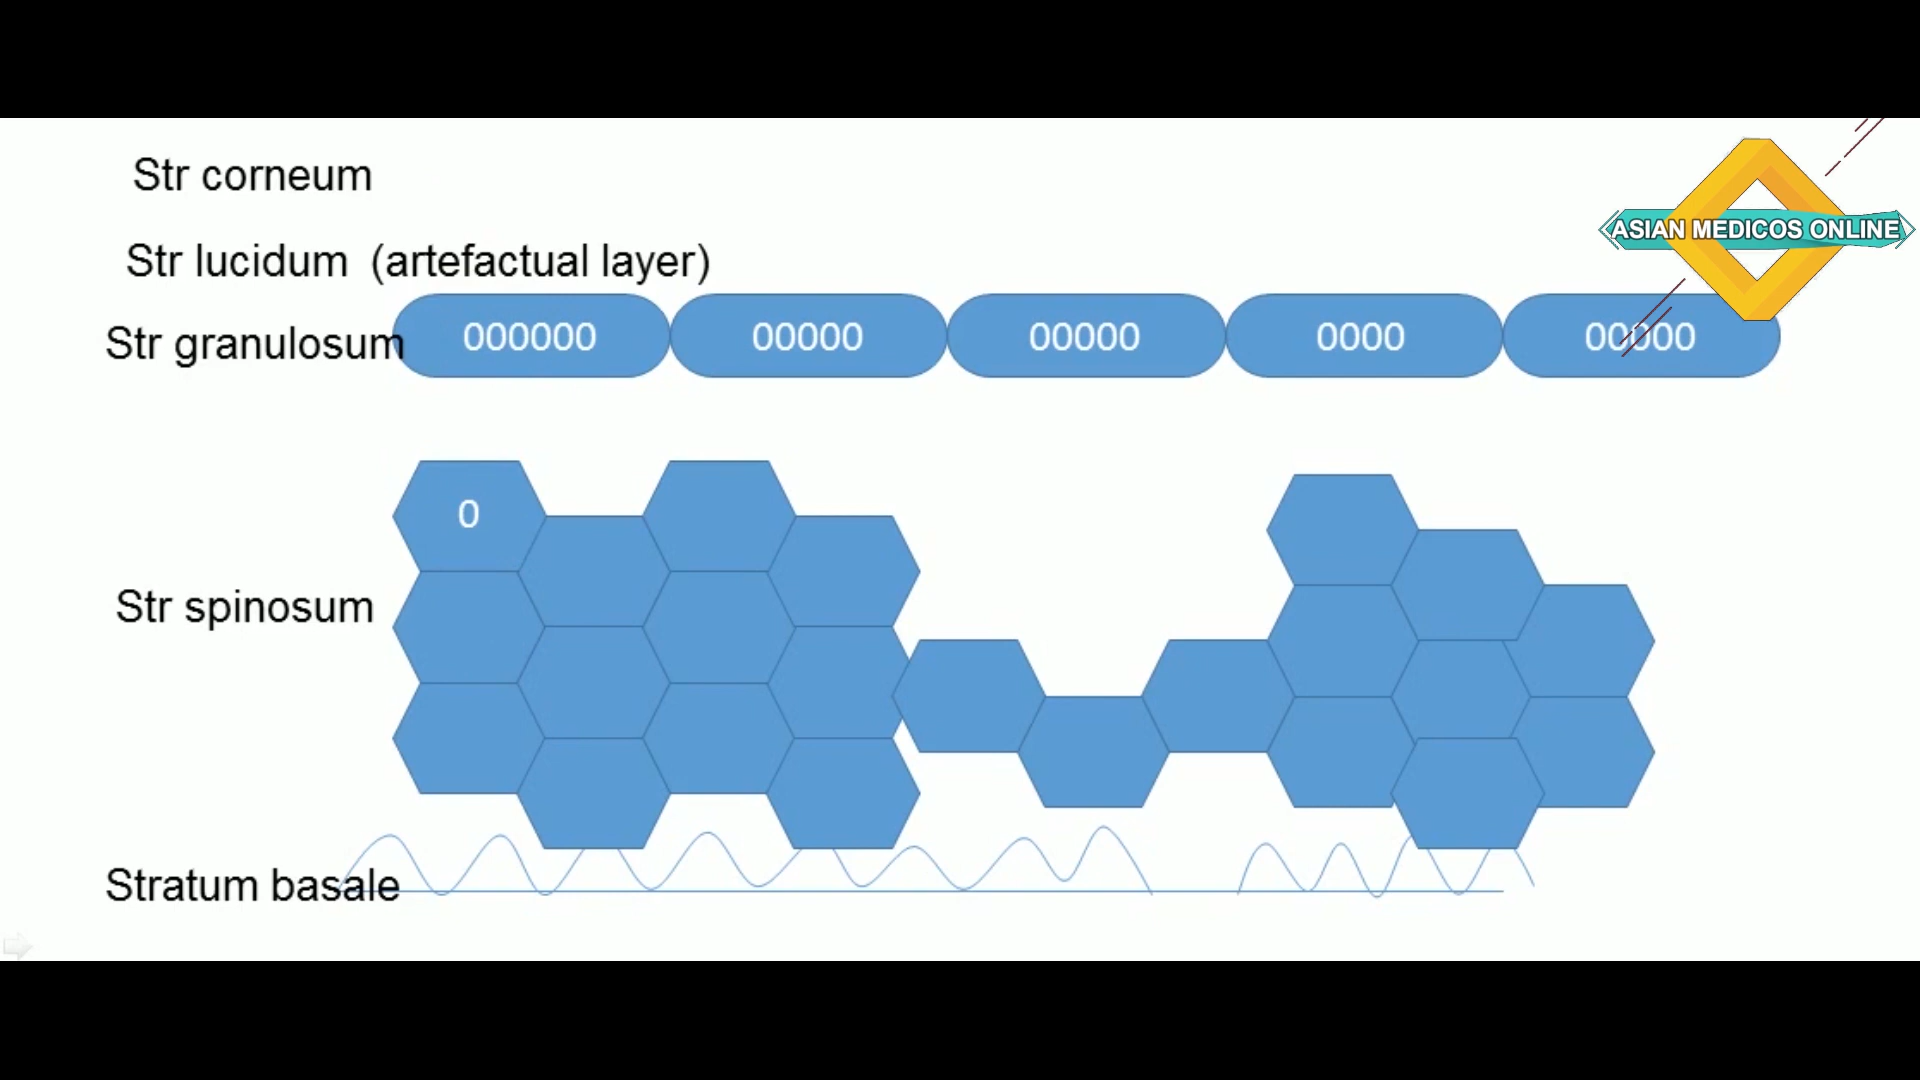 Str corneum
ASIAN MEDICOS ONLINE
Str lucidum (artefactual layer)
Str granulosum 000000 00000 00000 0000 00000
0
Str spinosum
Stratum basale